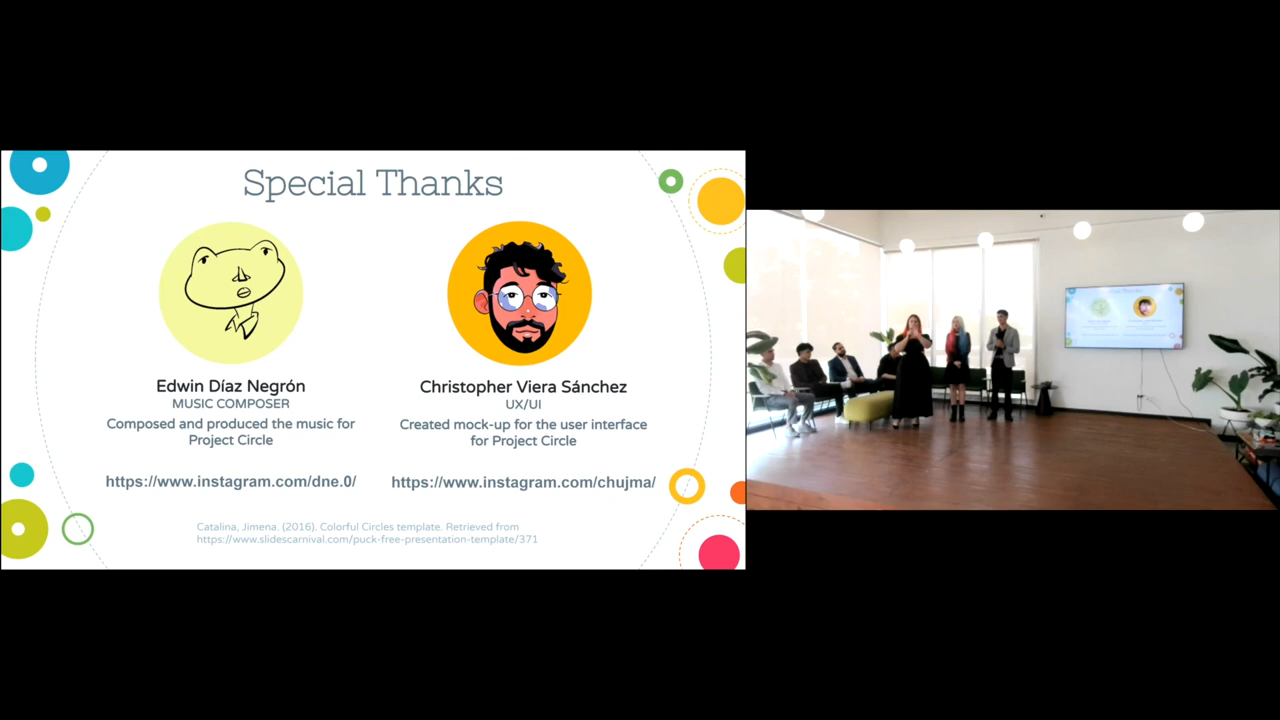 Special Thanks
Edwin Díaz Negrón
MUSIC COMPOSER
Composed and produced the music for
Project Circle
https://www.instagram.com/dne.0/
Christopher Viera Sánchez
UX/UI
Created mock-up for the user interface
for Project Circle
https://www.instagram.com/chujma/
Catalina, Jimena. (2016). Colorful Circles template. Retrieved from
https://www.slidescarnival.com/puck-free-presentation-template/371
Special Thanks